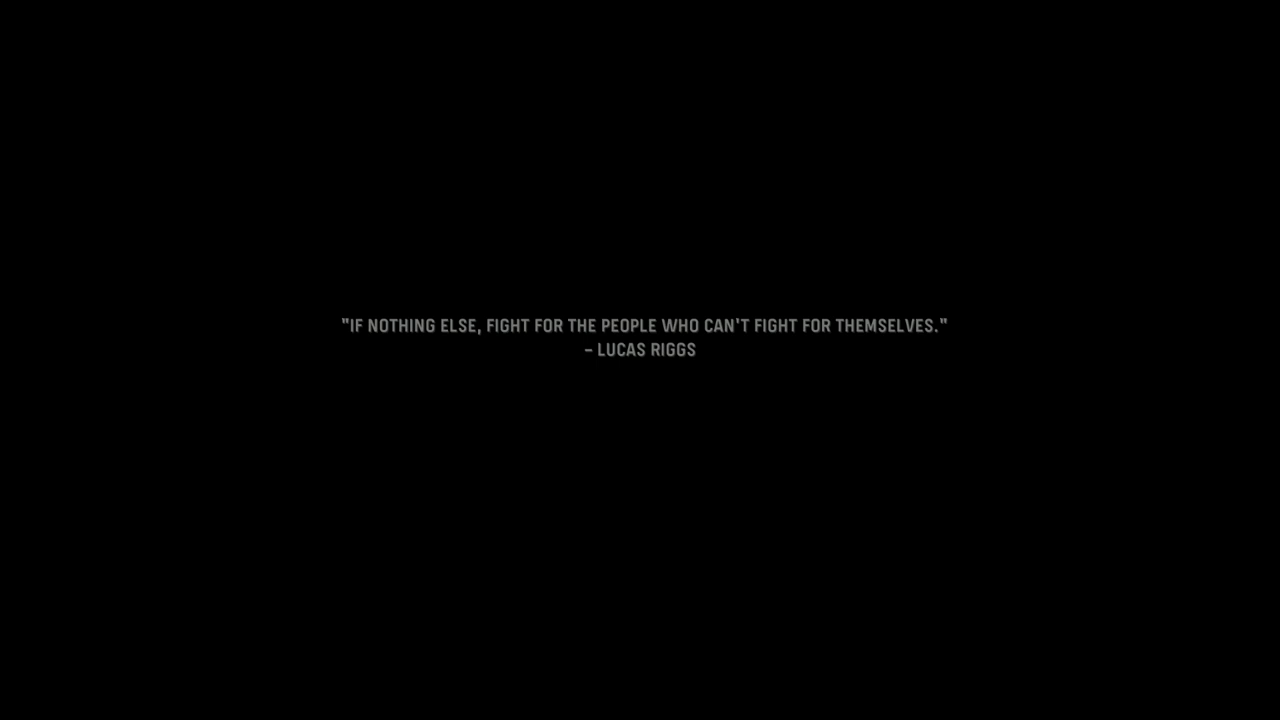 "IF NOTHING ELSE, FIGHT FOR THE PEOPLE WHO CAN'T FIGHT FOR THEMSELVES."
– LUCAS RIGGS